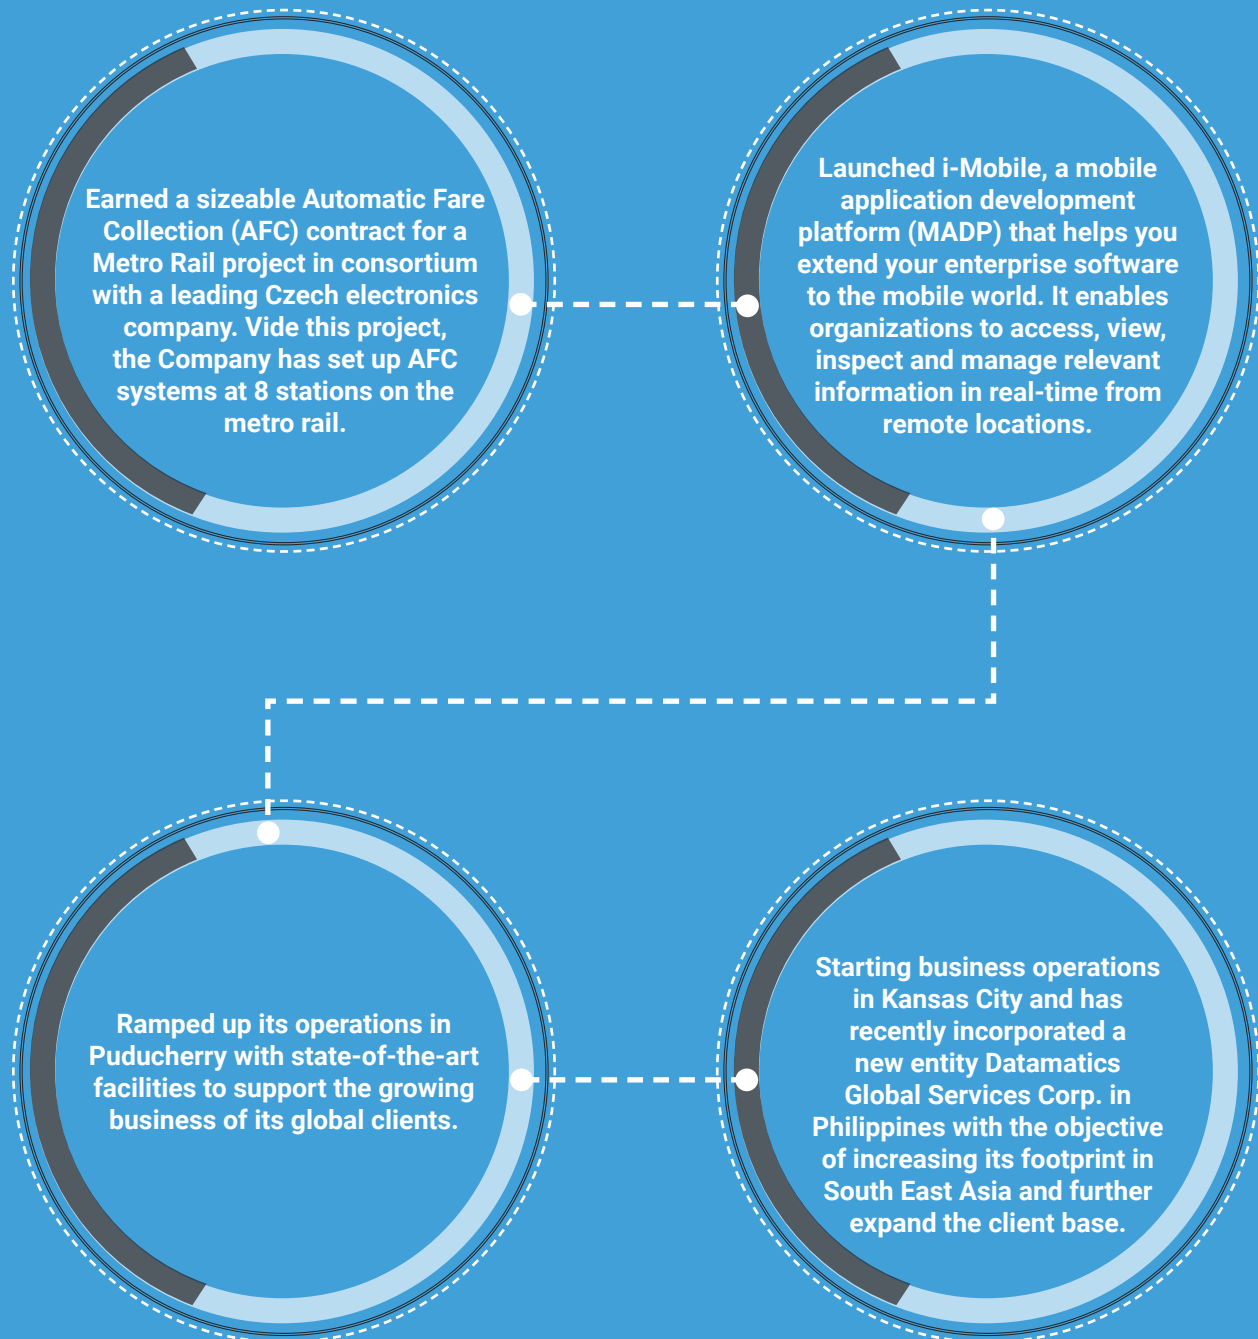 Earned a sizeable Automatic Fare
Collection (AFC) contract for a
Metro Rail project in consortium
with a leading Czech electronics
company. Vide this project,
the Company has set up AFC
systems at 8 stations on the
metro rail.
Launched i-Mobile, a mobile
application development
platform (MADP) that helps you
extend your enterprise software
to the mobile world. It enables
organizations to access, view,
inspect and manage relevant
information in real-time from
remote locations.
Ramped up its operations in
Puducherry with state-of-the-art
facilities to support the growing
business of its global clients.
Starting business operations
in Kansas City and has
recently incorporated a
new entity Datamatics
Global Services Corp. in
Philippines with the objective
of increasing its footprint in
South East Asia and further
expand the client base.